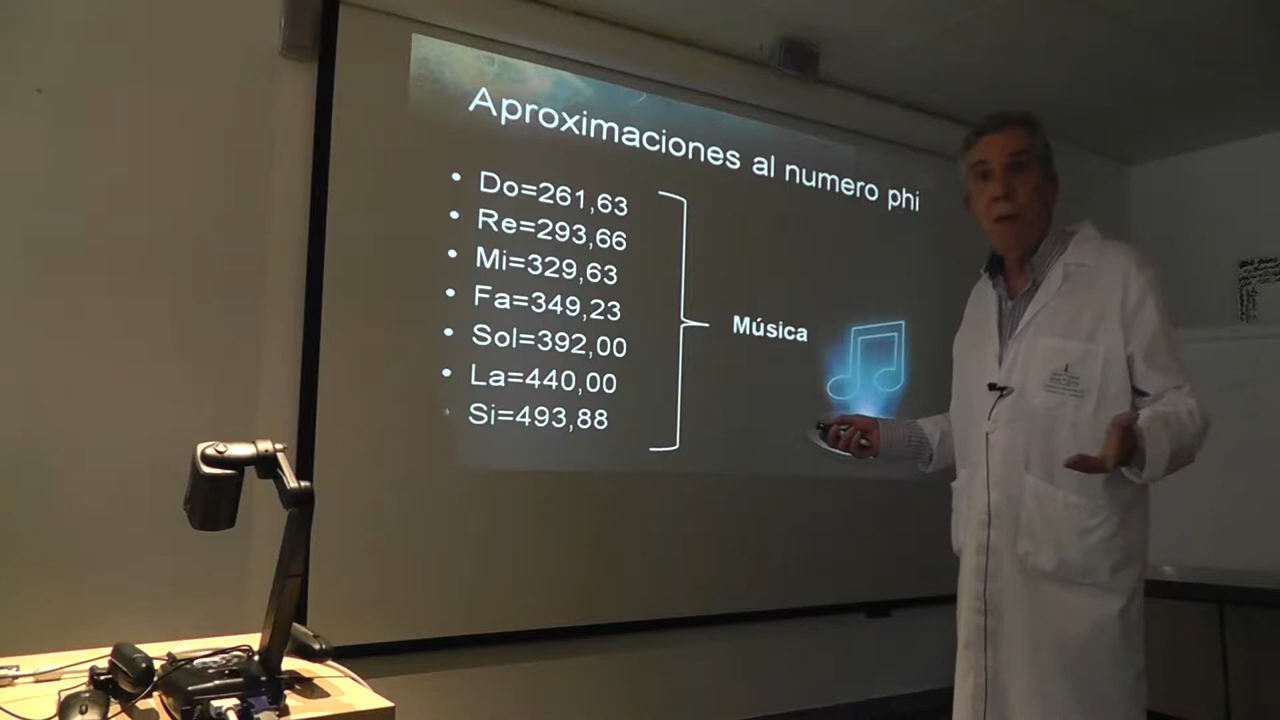 Aproximaciones al numero phi
• Do=261,63
• Re=293,66
• Mi=329,63
• Fa=349,23
• Sol=392,00
• La=440,00
• Si=493,88
Música